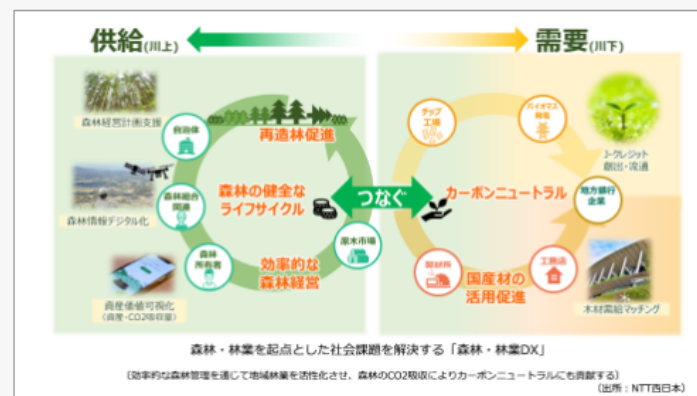 供給(川上)
需要(川下)
森林経営計画支援
自治体
再造林促進
チップ
工場
バイオマス
発電
J-クレジット
創出・流通
森林情報デジタル化
森林組合
関連
森林の健全な
ライフサイクル
つなぐ
カーボンニュートラル
地方銀行
企業
資産価値可視化
(資産・CO2吸収量)
森林
所有者
効率的な
森林経営
原木市場
製材所
国産材の
活用促進
工務店
木材需給マッチング
森林・林業を起点とした社会課題を解決する「森林・林業DX」
(効率的な森林管理を通じて地域林業を活性化させ、森林のCO2吸収によりカーボンニュートラルにも貢献する)
(出所:NTT西日本)